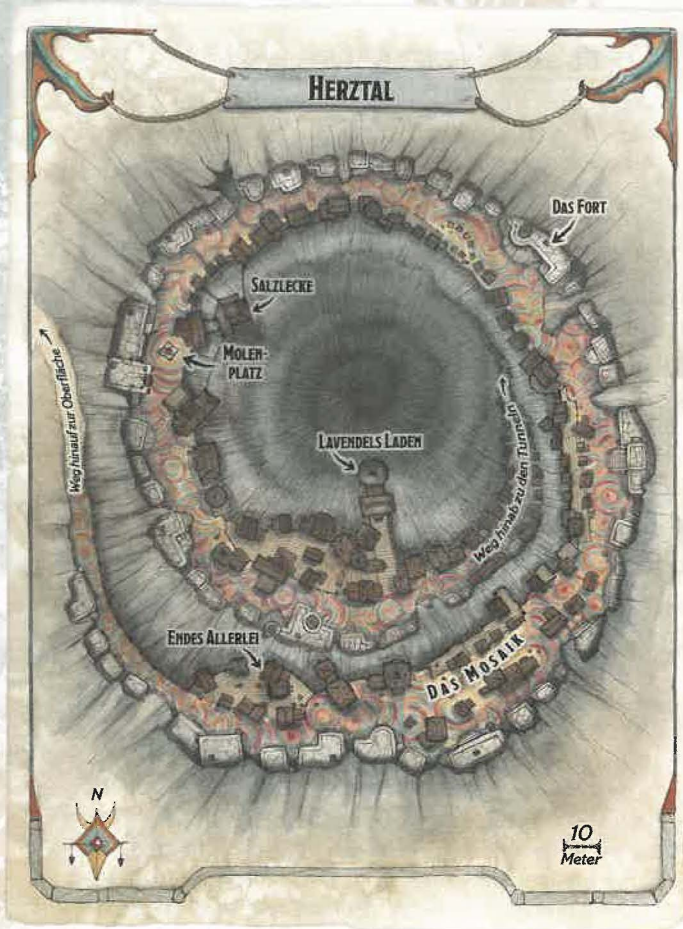 HERZTAL
DAS FORT
SALZLECKE
MOLEN-
PLATZ
Weg hinauf zur Oberfläche
LAVENDELS LADEN
Weg hinab zu den Tunneln
ENDES ALLERLEI
DAS MOSAIK
N
10
Meter